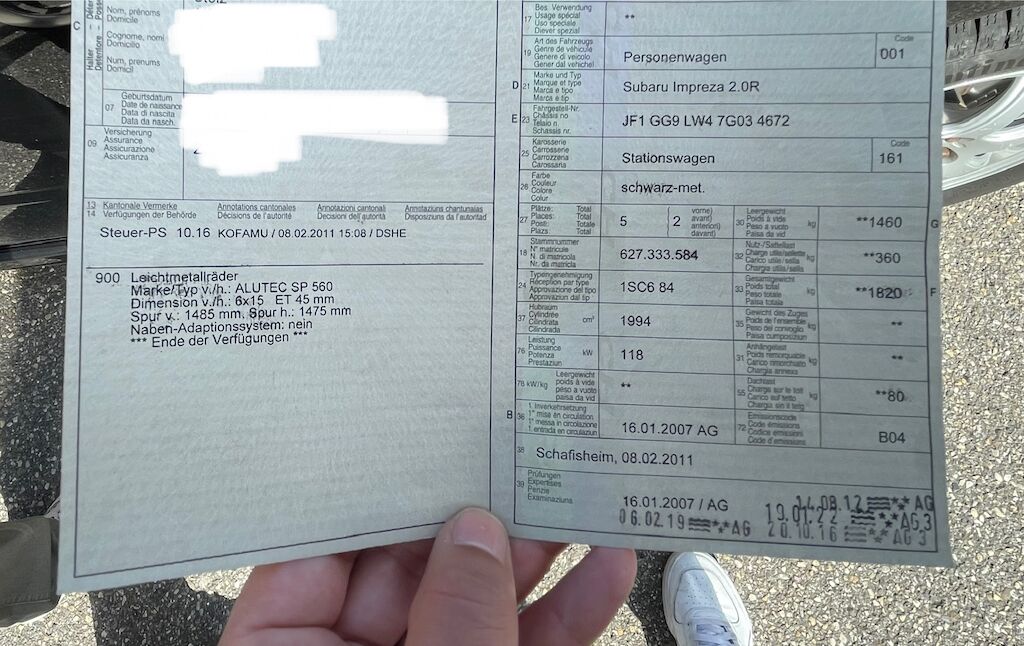 C
Halter
Détenteur
Detentore
Nom, prénoms
Domicile
Cognome, nomi
Domicilio
Num, prenums
Domicil
07
Geburtsdatum
Date de naissance
Data di nascita
Data da nasch.
09
Versicherung
Assurance
Assicurazione
Assicuranza
13 Kantonale Vermerke Annotations cantonales Annotazioni cantonali Annotaziuns chantunalas
14 Verfügungen der Behörde Décisions de l'autorité Decisioni dell'autorità Disposiziuns da l'autoritad
Steuer-PS 10.16 KOFAMU / 08.02.2011 15:08 / DSHE
900 Leichtmetallräder
Marke/Typ v./h.: ALUTEC SP 560
Dimension v./h.: 6x15 ET 45 mm
Spur v.: 1485 mm. Spur h.: 1475 mm
Naben-Adaptionssystem: nein
*** Ende der Verfügungen ***
17
Bes. Verwendung
Usage spécial
Uso speciale
Diever spezial
**
19
Art des Fahrzeugs
Genre de véhicule
Genere di veicolo
Gener dal vehichel
Personenwagen
Code
001
D 21
Marke und Typ
Marque et type
Marca e tipo
Marca e tip
Subaru Impreza 2.0R
E 23
Fahrgestell-Nr.
Châssis no
Telaio n.
Schassis nr.
JF1 GG9 LW4 7G03 4672
25
Karosserie
Carrosserie
Carrozzeria
Carossaria
Stationswagen
Code
161
26
Farbe
Couleur
Colore
Colur
schwarz-met.
27
Plätze: Total
Places: Total
Posti: Totale
Plazs: Total
5
2
vorne)
avant)
anteriori)
davant)
30
Leergewicht
Poids à vide
Peso a vuoto
Paisa da vid
kg
**1460
G
18
Stammnummer
N° matricule
N. di matricola
Nr. da matricla
627.333.584
32
Nutz-/Sattellast
Charge utile/sellette
Carico utile/sella
Chargia utila/sella
kg
**360
24
Typengenehmigung
Réception par type
Approvazione del tipo
Approvaziun dal tip
1SC6 84
33
Gesamtgewicht
Poids total
Peso totale
Paisa totala
kg
**1820
F
37
Hubraum
Cylindrée
Cilindrata
Cilindrada
cm³
1994
35
Gewicht des Zuges
Poids de l'ensemble
Peso del convoglio
Paisa cumposiziun
kg
**
76
Leistung
Puissance
Potenza
Prestaziun
kW
118
31
Anhängelast
Poids remorquable
Carico rimorchiato
Chargia annexa
kg
**
78 kW/kg
Leergewicht
poids à vide
peso a vuoto
paisa da vid
**
55
Dachlast
Charge sur le toit
Carico sul tetto
Chargia sin il tetg
kg
**80
B 36
1. Inverkehrsetzung
1re mise en circulation
1a messa in circolazione
1. entrada en circulaziun
16.01.2007 AG
72
Emissionscode
Code émissions
Codice emissioni
Code d'emissiuns
B04
38
Schafisheim, 08.02.2011
39
Prüfungen
Expertises
Perizie
Examinaziuns
16.01.2007 / AG
14.08.12 ** AG
06.02.19 ** AG
19.01.22 ** AG.3
20.10.16 ** AG 3